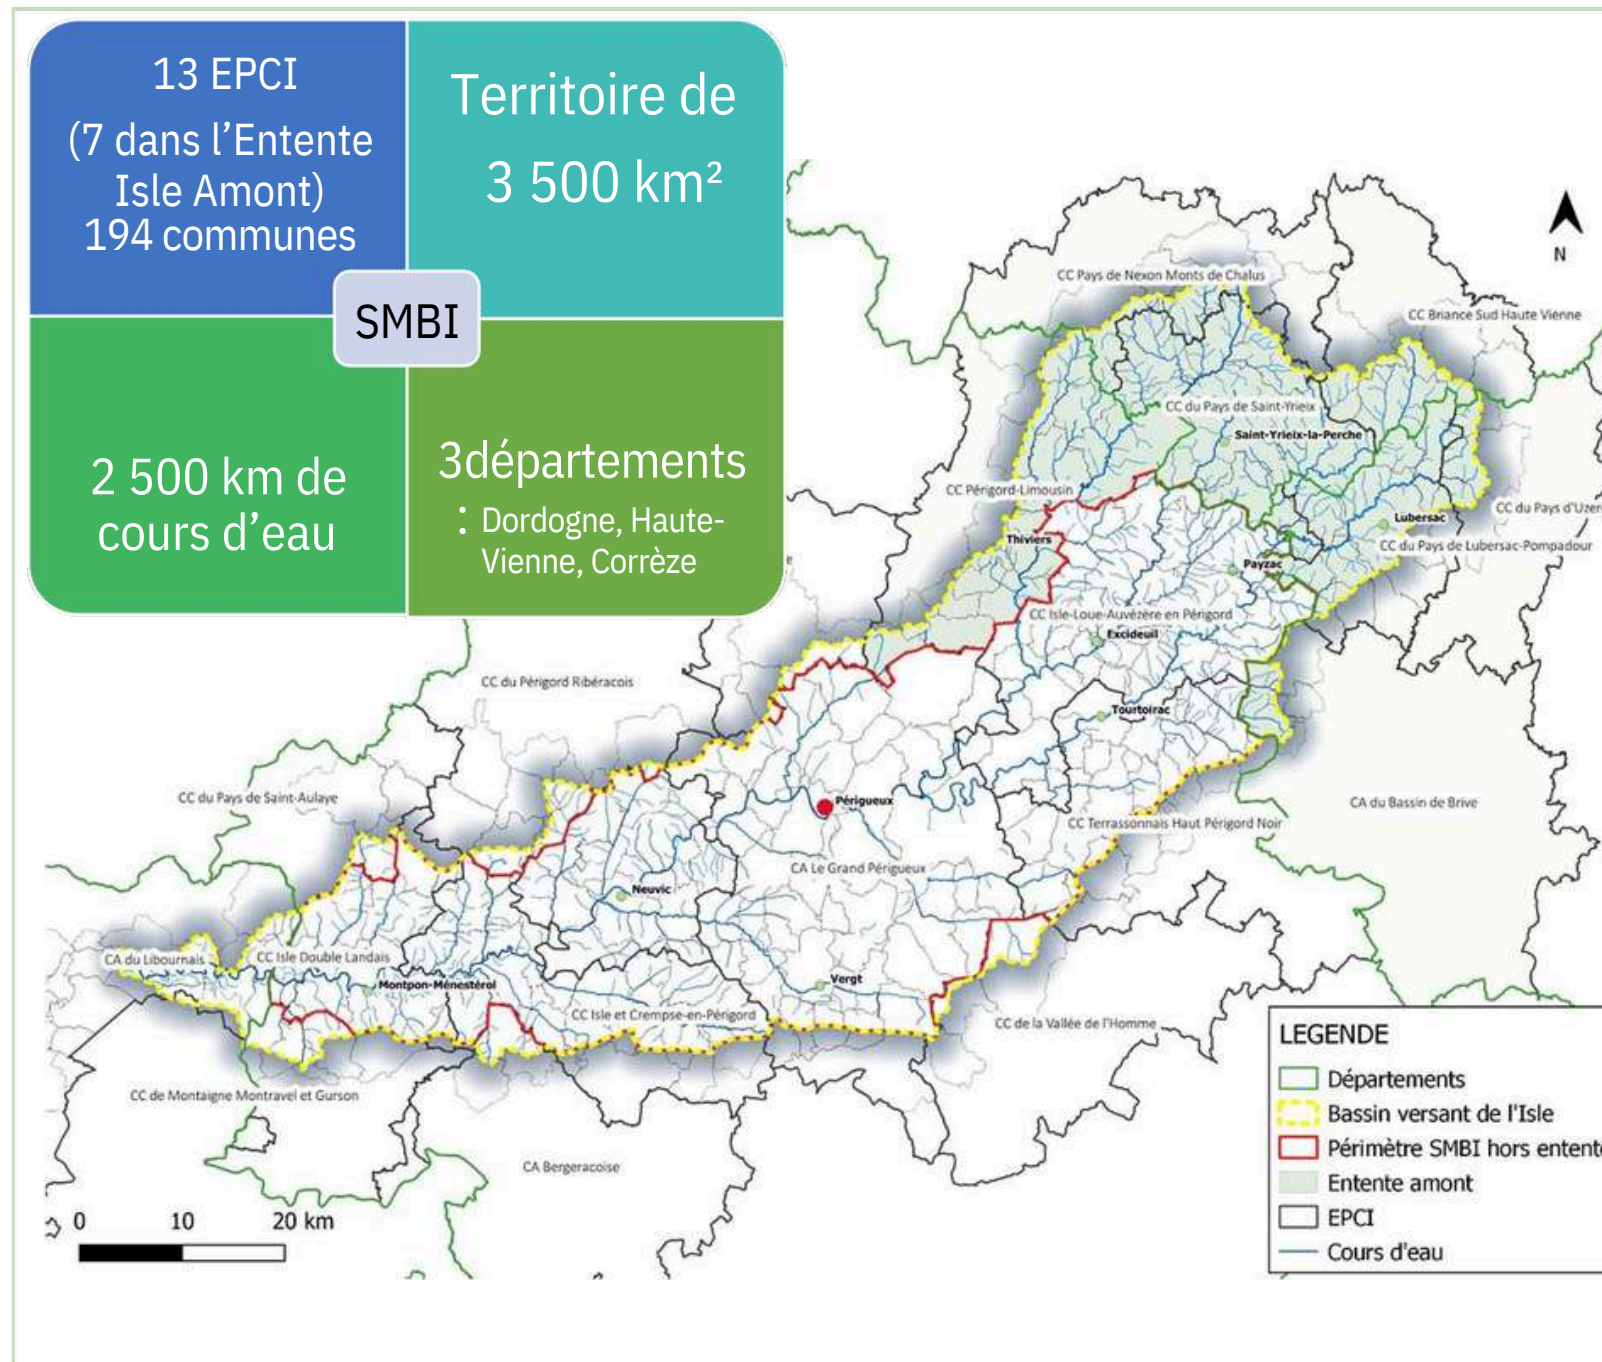 13 EPCI
(7 dans l’Entente
Isle Amont)
194 communes
Territoire de
3 500 km²
SMBI
2 500 km de
cours d’eau
3départements
: Dordogne, Haute-
Vienne, Corrèze
N
CC Pays de Nexon Monts de Chalus
CC Briance Sud Haute Vienne
CC du Pays de Saint-Yrieix
Saint-Yrieix-la-Perche
CC Périgord-Limousin
CC du Pays d'Uzer
Lubersac
Thiviers
CC du Pays de Lubersac-Pompadour
Payzac
CC Isle-Loue-Auvézère en Périgord
Excideuil
CC du Périgord Ribéracois
Tourtoirac
CC du Pays de Saint-Aulaye
Périgueux
CA du Bassin de Brive
CC Terrassonnais Haut Périgord Noir
CA Le Grand Périgueux
Neuvic
CA du Libournais
CC Isle Double Landais
Montpon-Ménestérol
Vergt
CC Isle et Crempse-en-Périgord
CC de la Vallée de l'Homme
CC de Montaigne Montravel et Gurson
CA Bergeracoise
LEGENDE
Départements
Bassin versant de l'Isle
Périmètre SMBI hors entente
Entente amont
EPCI
Cours d'eau
0 10 20 km